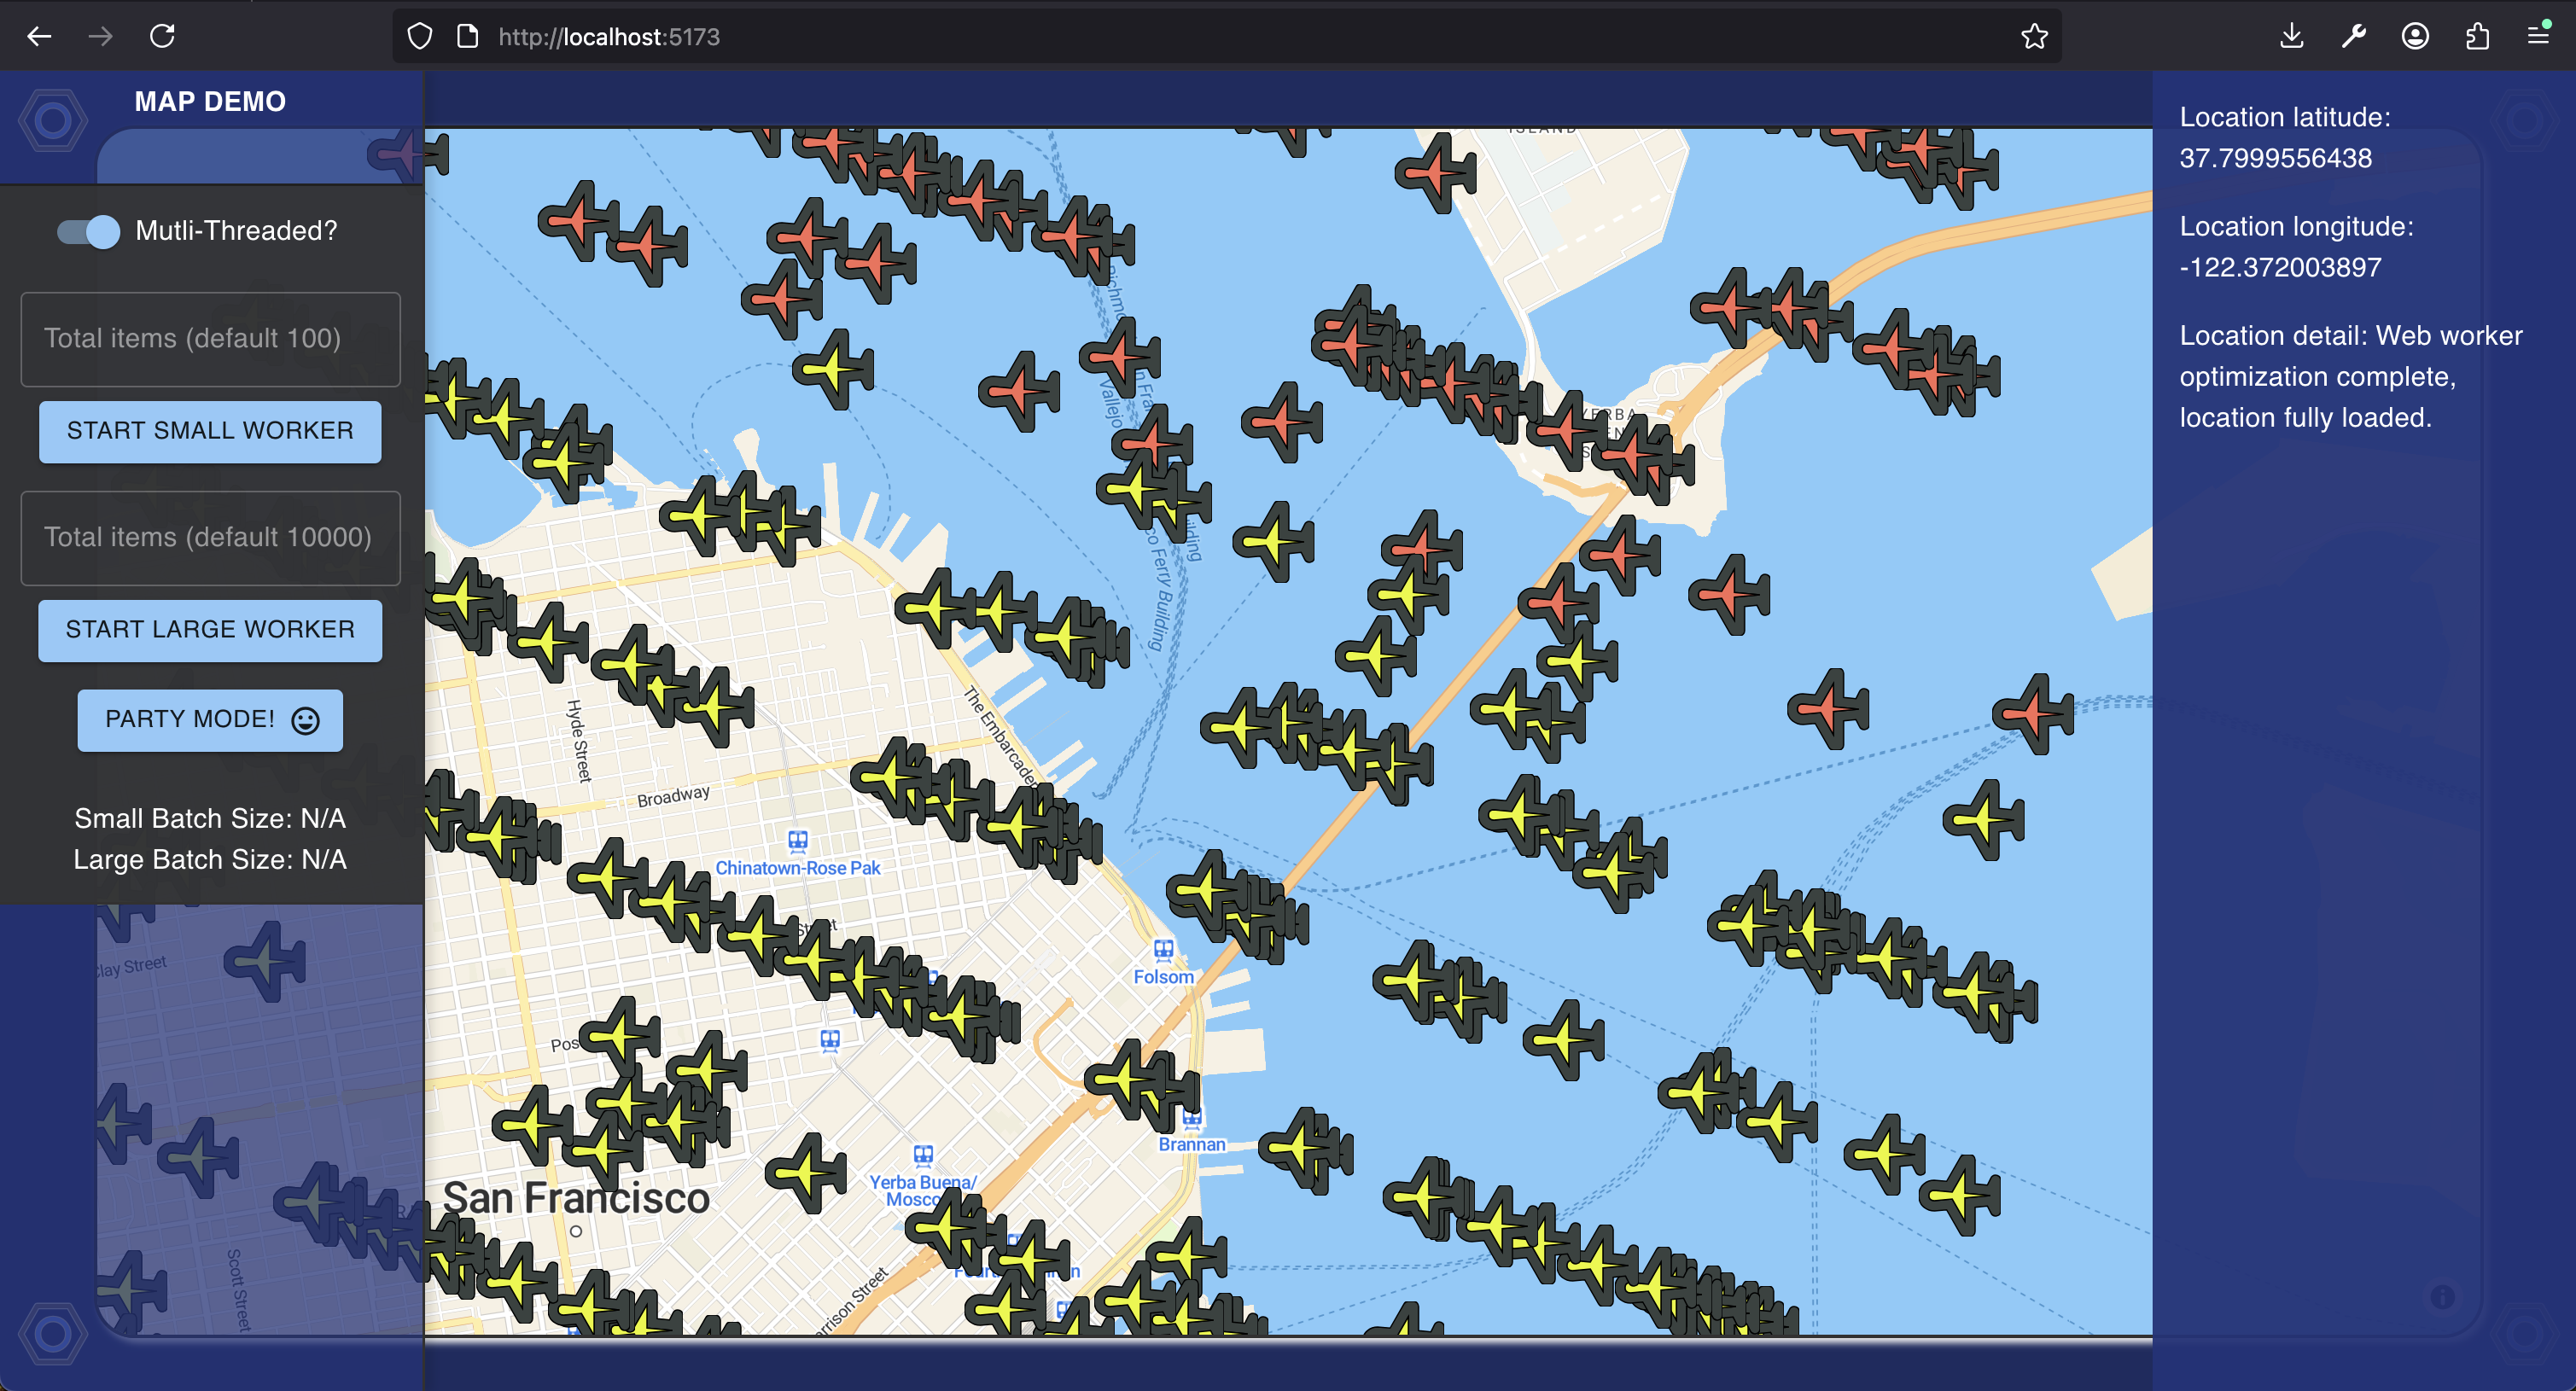 http://localhost:5173
MAP DEMO
Mutli-Threaded?
Total items (default 100)
START SMALL WORKER
Total items (default 10000)
START LARGE WORKER
PARTY MODE!
Small Batch Size: N/A
Large Batch Size: N/A
ISLAND
Vallejo
Ferry Building
Hyde Street
The Embarcadero
Broadway
Chinatown-Rose Pak
Street
Folsom
Clay Street
Brannan
Yerba Buena/
San Francisco
Scott Street
Location latitude:
37.7999556438
Location longitude:
-122.372003897
Location detail: Web worker
optimization complete,
location fully loaded.